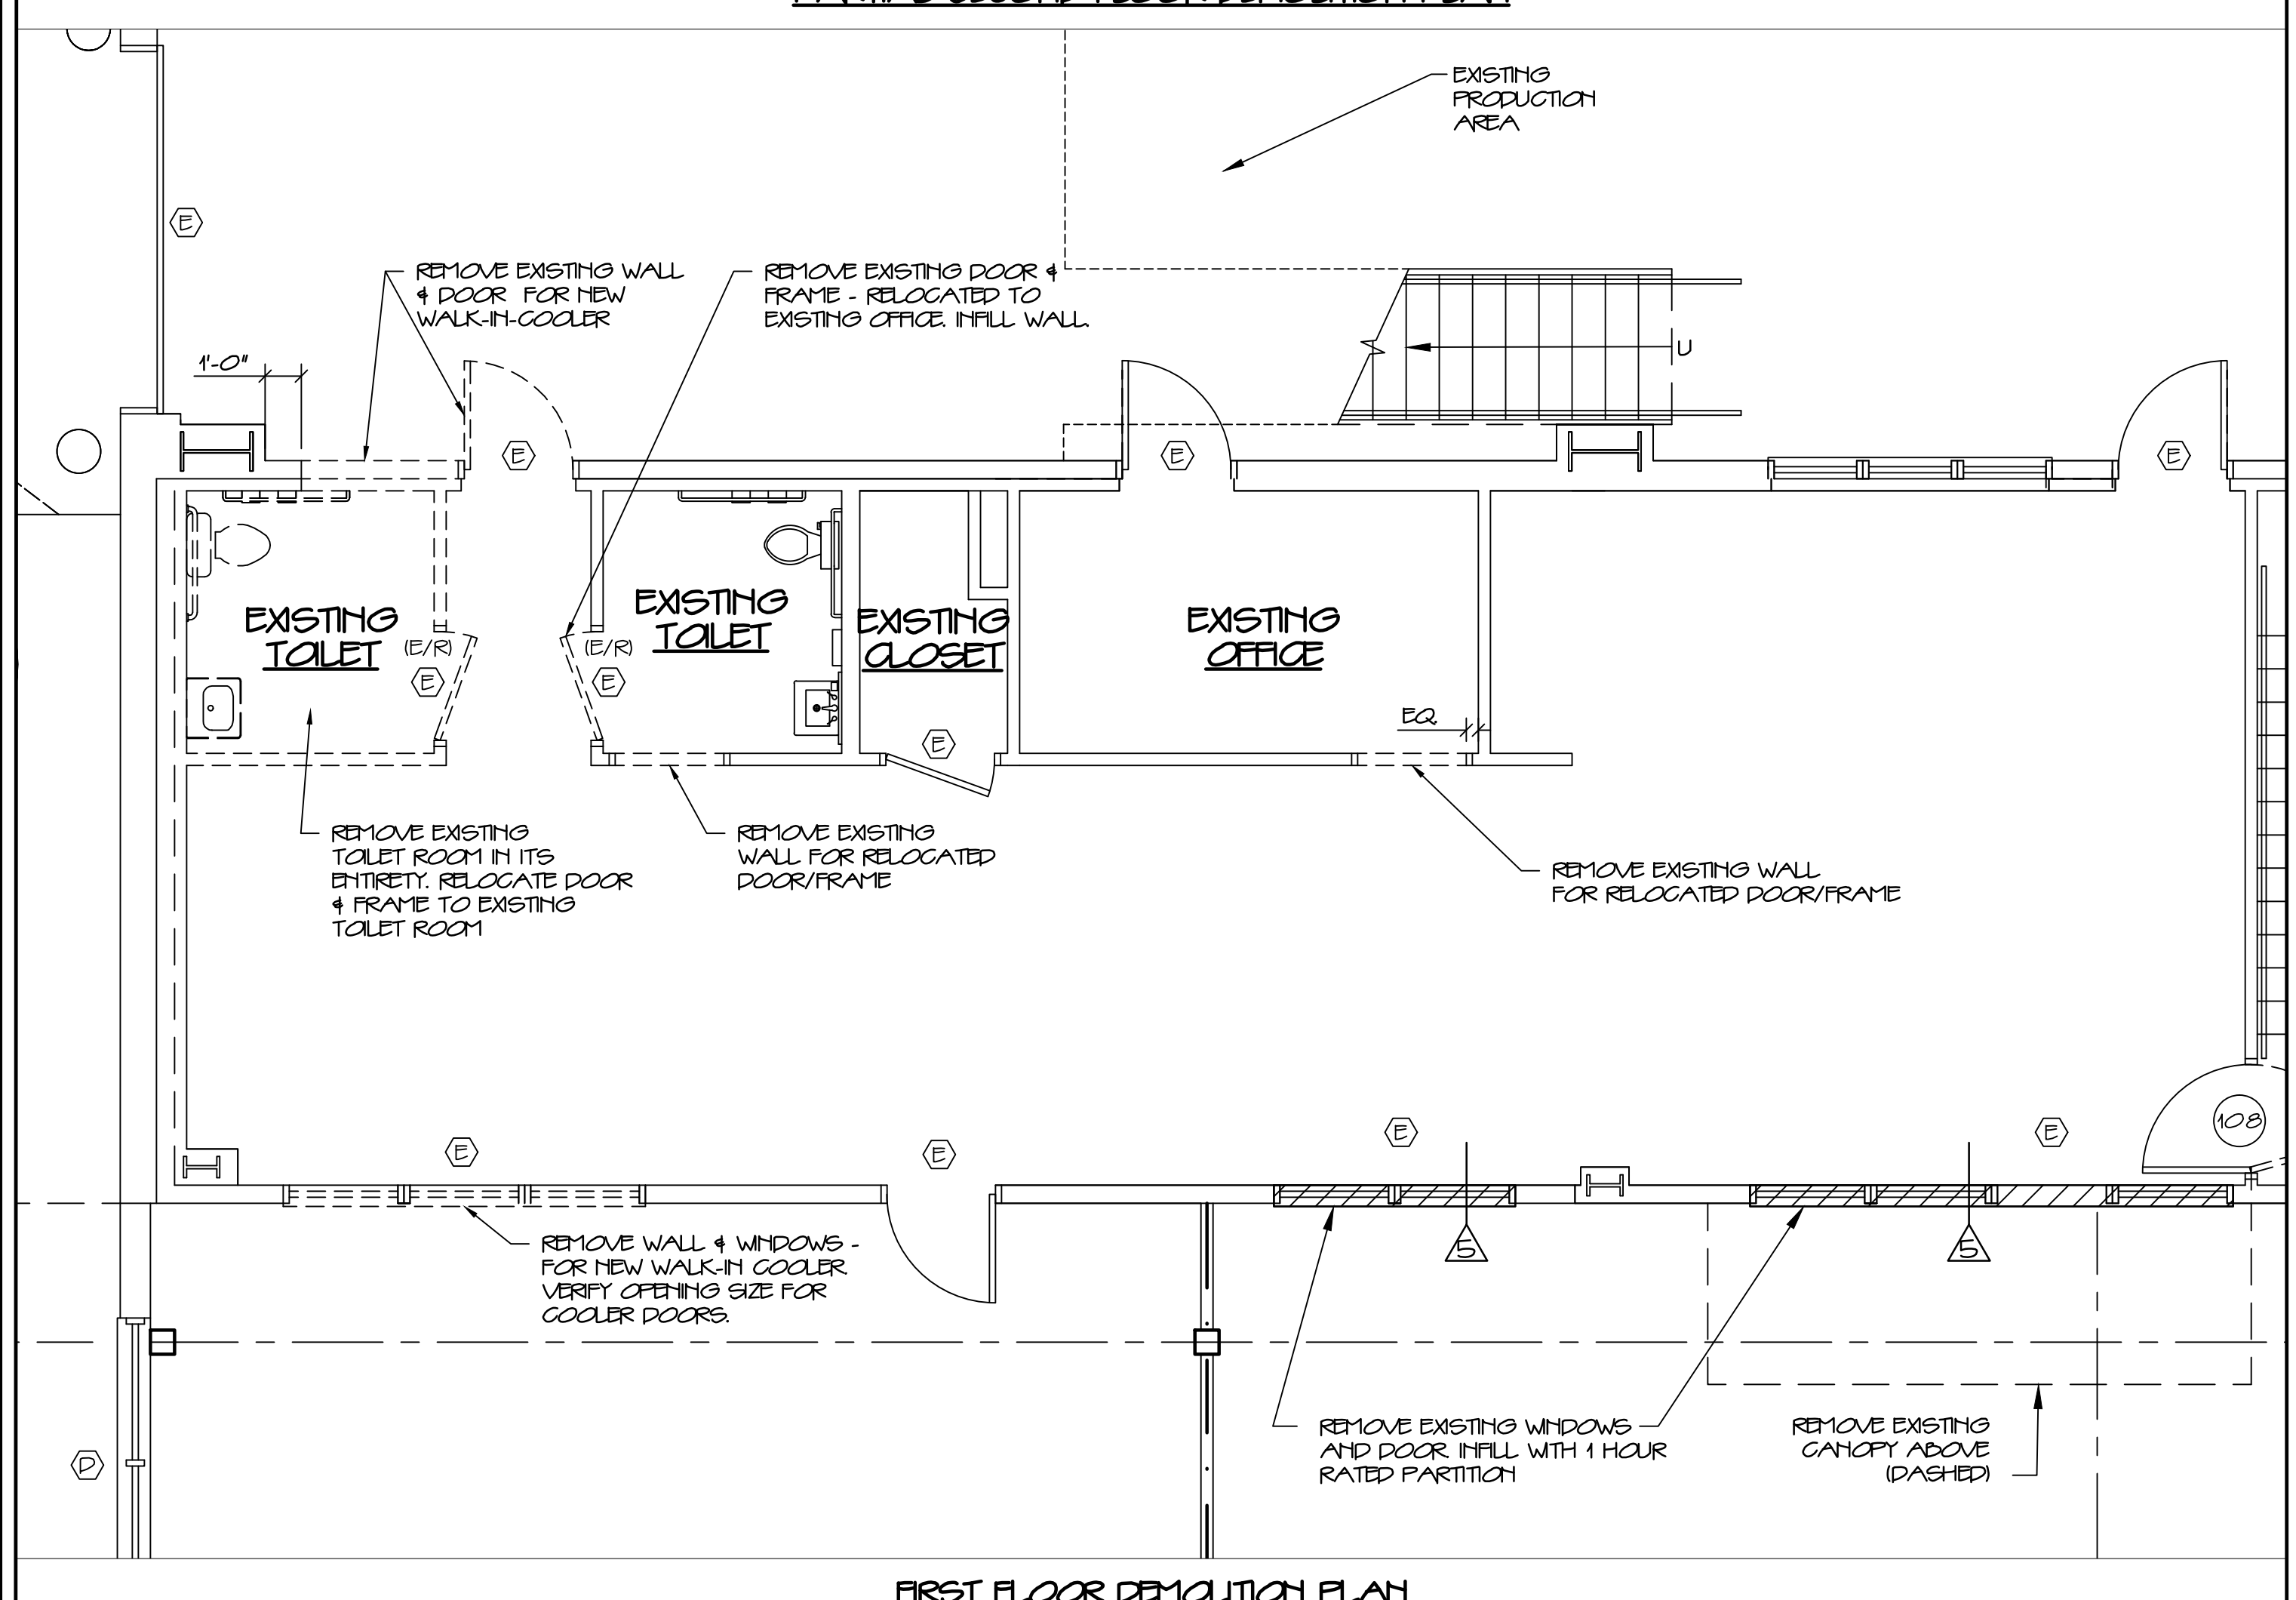 PARTIAL SECOND FLOOR DEMOLITION PLAN
EXISTING
PRODUCTION
AREA
E
REMOVE EXISTING WALL
& DOOR FOR NEW
WALK-IN-COOLER
REMOVE EXISTING DOOR &
FRAME - RELOCATED TO
EXISTING OFFICE. INFILL WALL.
1'-0"
U
E
E
E
EXISTING
TOILET
(E/R)
E
EXISTING
TOILET
(E/R)
E
EXISTING
CLOSET
E
EXISTING
OFFICE
EQ.
REMOVE EXISTING
TOILET ROOM IN ITS
ENTIRETY. RELOCATE DOOR
& FRAME TO EXISTING
TOILET ROOM
REMOVE EXISTING
WALL FOR RELOCATED
DOOR/FRAME
REMOVE EXISTING WALL
FOR RELOCATED DOOR/FRAME
E
E
E
E
108
REMOVE WALL & WINDOWS -
FOR NEW WALK-IN COOLER.
VERIFY OPENING SIZE FOR
COOLER DOORS.
5
5
REMOVE EXISTING WINDOWS
AND DOOR. INFILL WITH 1 HOUR
RATED PARTITION
REMOVE EXISTING
CANOPY ABOVE
(DASHED)
D
FIRST FLOOR DEMOLITION PLAN